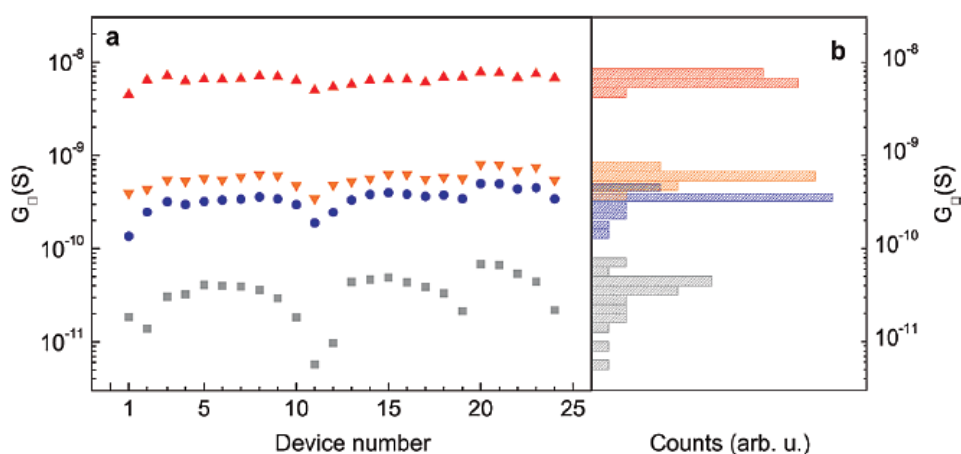 a
b
10⁻⁸
10⁻⁹
10⁻¹⁰
10⁻¹¹
G□(S)
1 5 10 15 20 25
Device number
Counts (arb. u.)
10⁻⁸
10⁻⁹
10⁻¹⁰
10⁻¹¹
G□(S)